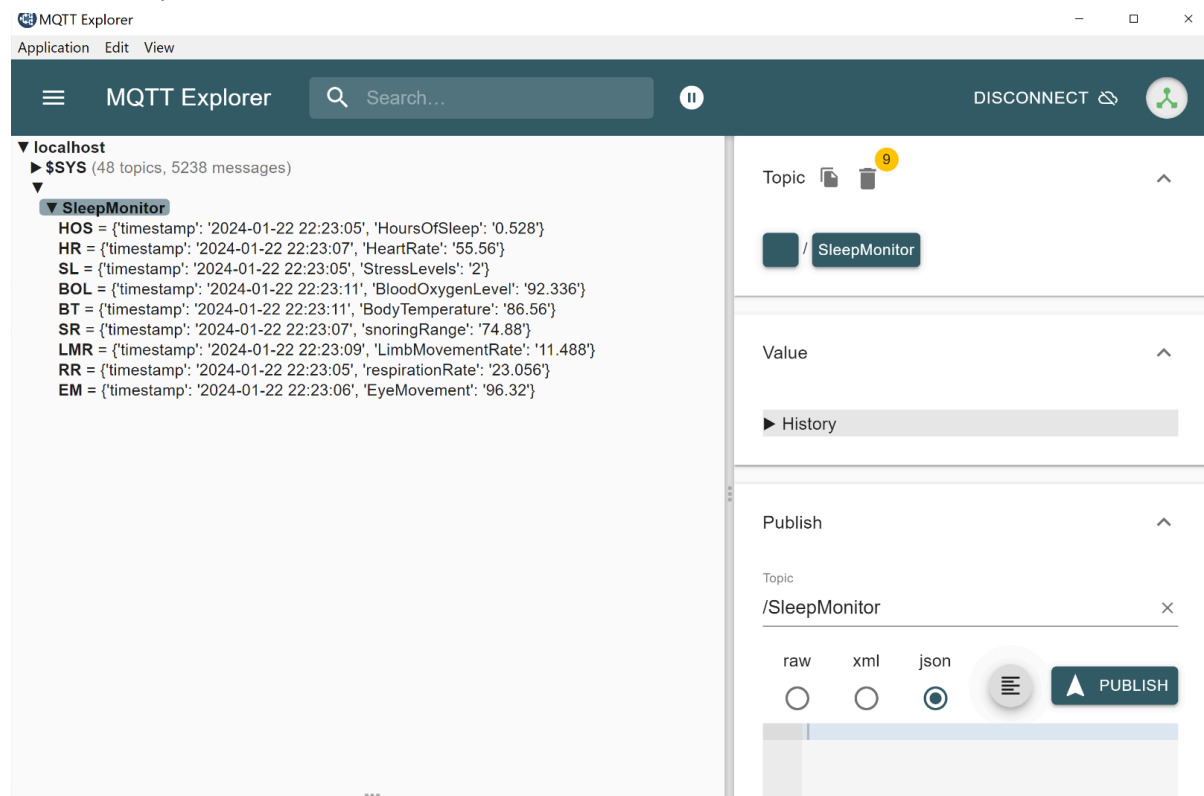 MQTT Explorer
Application Edit View
MQTT Explorer
Search...
DISCONNECT
▼ localhost
▶ $SYS (48 topics, 5238 messages)
▼
▼ SleepMonitor
HOS = {'timestamp': '2024-01-22 22:23:05', 'HoursOfSleep': '0.528'}
HR = {'timestamp': '2024-01-22 22:23:07', 'HeartRate': '55.56'}
SL = {'timestamp': '2024-01-22 22:23:05', 'StressLevels': '2'}
BOL = {'timestamp': '2024-01-22 22:23:11', 'BloodOxygenLevel': '92.336'}
BT = {'timestamp': '2024-01-22 22:23:11', 'BodyTemperature': '86.56'}
SR = {'timestamp': '2024-01-22 22:23:07', 'snoringRange': '74.88'}
LMR = {'timestamp': '2024-01-22 22:23:09', 'LimbMovementRate': '11.488'}
RR = {'timestamp': '2024-01-22 22:23:05', 'respirationRate': '23.056'}
EM = {'timestamp': '2024-01-22 22:23:06', 'EyeMovement': '96.32'}
Topic 9
/ SleepMonitor
Value
▶ History
Publish
Topic
/SleepMonitor
raw xml json
PUBLISH